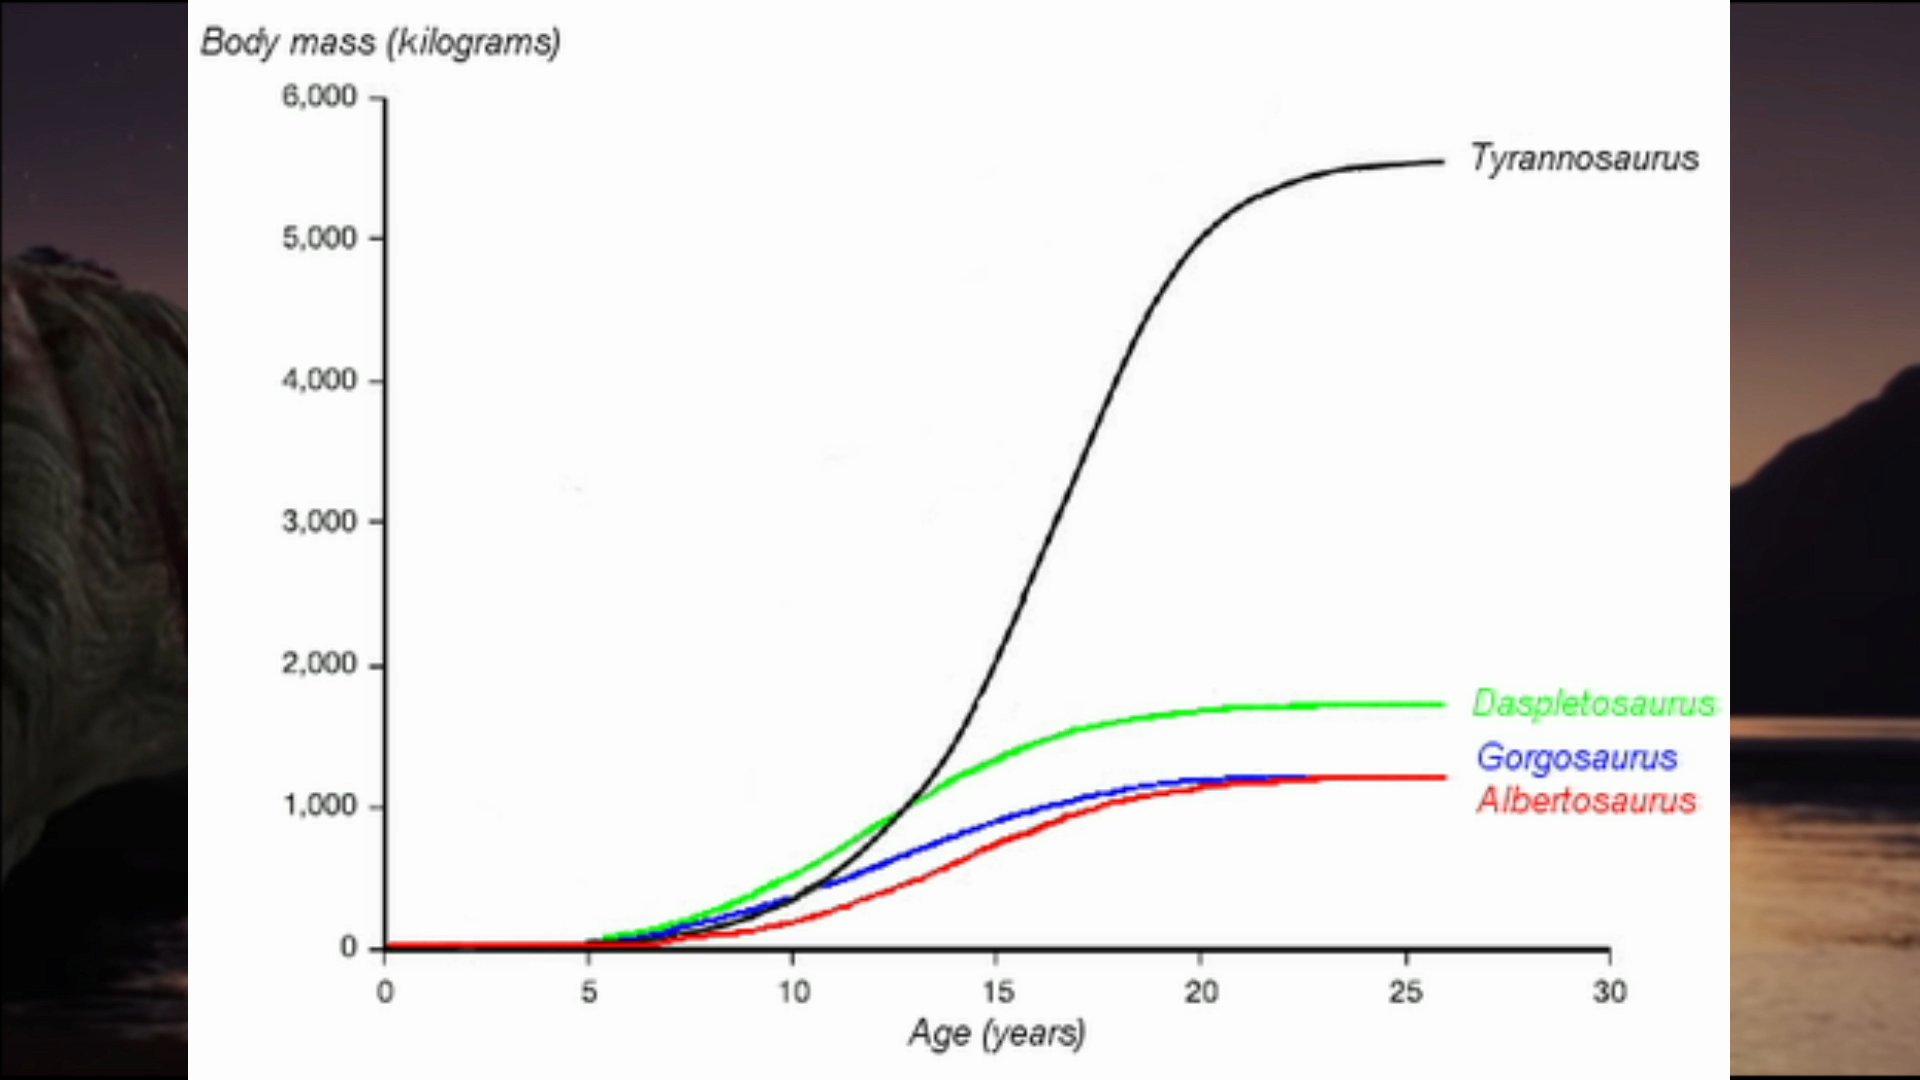 Body mass (kilograms)
6,000
5,000
4,000
3,000
2,000
1,000
0
Tyrannosaurus
Daspletosaurus
Gorgosaurus
Albertosaurus
0 5 10 15 20 25 30
Age (years)